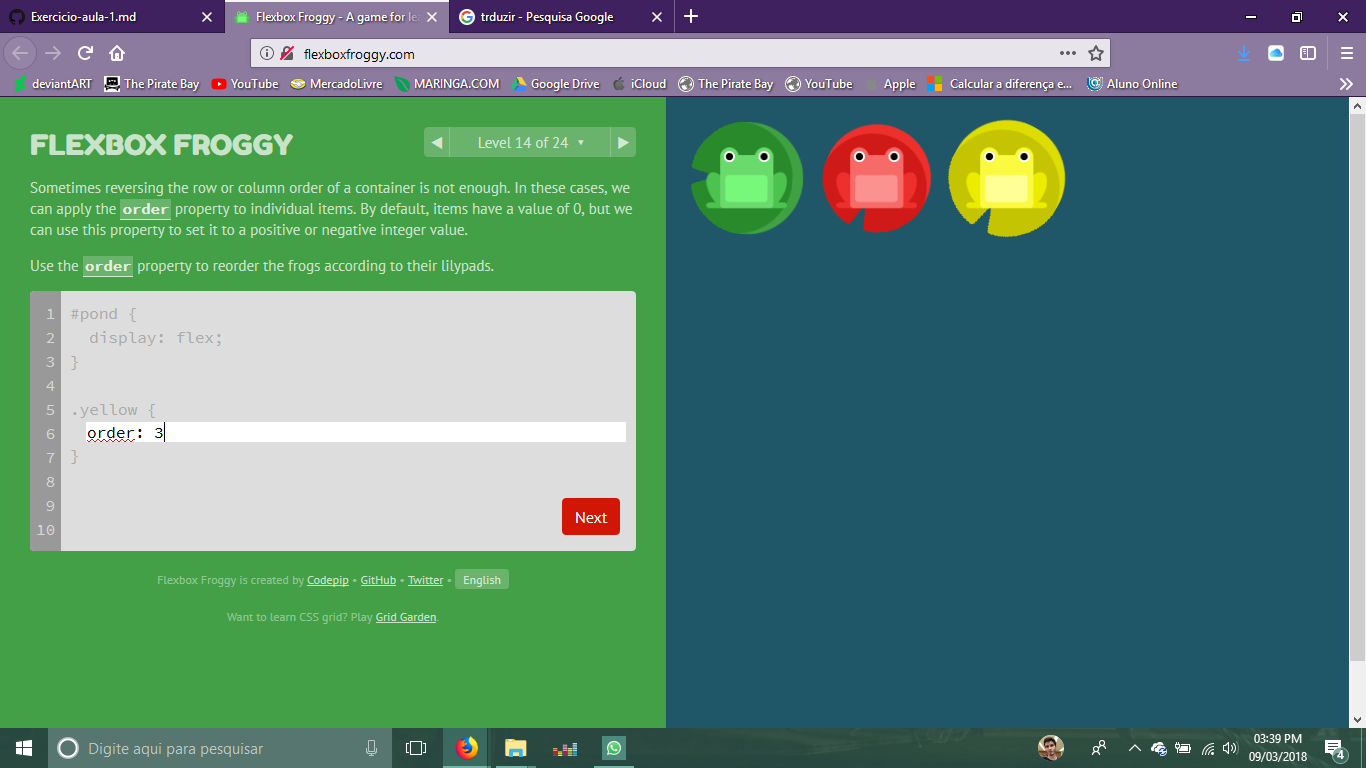 Exercicio-aula-1.md
Flexbox Froggy - A game for le
trduzir - Pesquisa Google
flexboxfroggy.com
deviantART
The Pirate Bay
YouTube
MercadoLivre
MARINGA.COM
Google Drive
iCloud
The Pirate Bay
YouTube
Apple
Calcular a diferença e...
Aluno Online
FLEXBOX FROGGY
Level 14 of 24
Sometimes reversing the row or column order of a container is not enough. In these cases, we
can apply the order property to individual items. By default, items have a value of 0, but we
can use this property to set it to a positive or negative integer value.
Use the order property to reorder the frogs according to their lilypads.
1 #pond {
2 display: flex;
3 }
4
5 .yellow {
6 order: 3
7 }
8
9
10
Next
Flexbox Froggy is created by Codepip • GitHub • Twitter • English
Want to learn CSS grid? Play Grid Garden.
Digite aqui para pesquisar
03:39 PM
09/03/2018
4